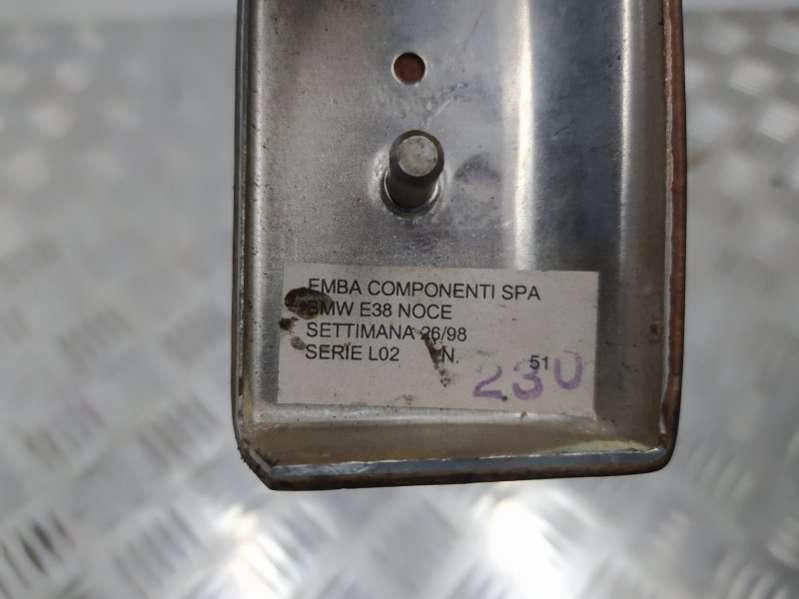 EMBA COMPONENTI SPA
BMW E38 NOCE
SETTIMANA 26/98
SERIE L02 N. 51
230